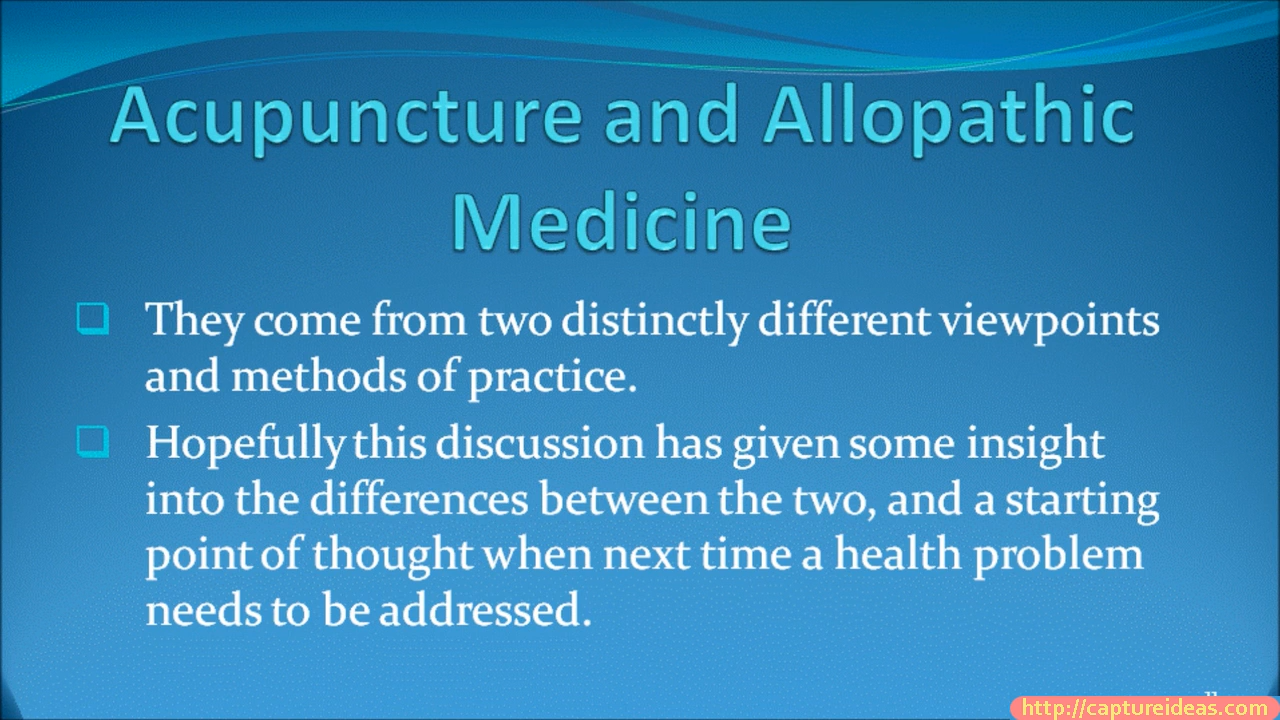 Acupuncture and Allopathic
Medicine
They come from two distinctly different viewpoints
and methods of practice.
Hopefully this discussion has given some insight
into the differences between the two, and a starting
point of thought when next time a health problem
needs to be addressed.
http://captureideas.com